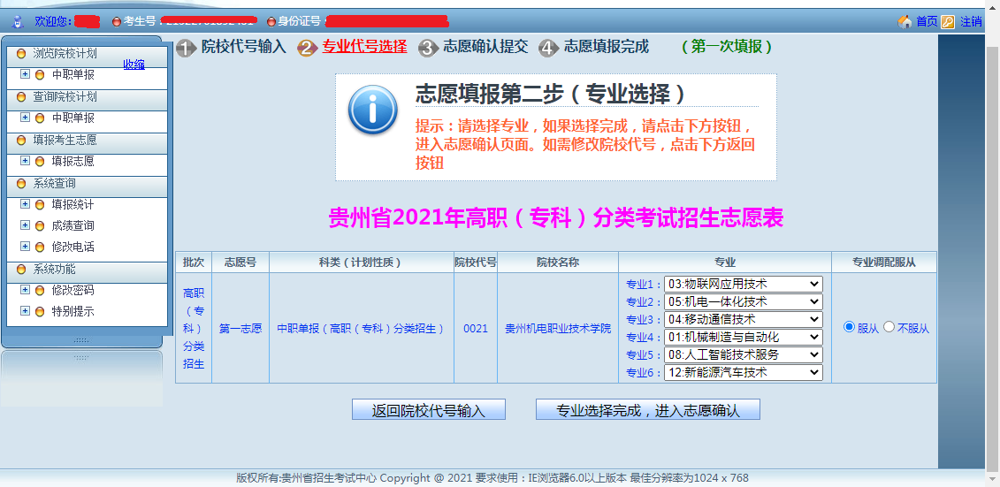 欢迎您: 考生号: 身份证号: 首页 注销
1 院校代号输入 2 专业代号选择 3 志愿确认提交 4 志愿填报完成 （第一次填报）
浏览院校计划
收缩
中职单报
查询院校计划
中职单报
填报考生志愿
填报志愿
系统查询
填报统计
成绩查询
修改电话
系统功能
修改密码
特别提示
志愿填报第二步（专业选择）
提示：请选择专业，如果选择完成，请点击下方按钮，
进入志愿确认页面。如需修改院校代号，点击下方返回
按钮
贵州省2021年高职（专科）分类考试招生志愿表
批次 志愿号 科类（计划性质） 院校代号 院校名称 专业 专业调配服从
高职
（专
科）
分类
招生
第一志愿 中职单报（高职（专科）分类招生） 0021 贵州机电职业技术学院
专业1：03:物联网应用技术
专业2：05:机电一体化技术
专业3：04:移动通信技术
专业4：01:机械制造与自动化
专业5：08:人工智能技术服务
专业6：12:新能源汽车技术
服从 不服从
返回院校代号输入 专业选择完成，进入志愿确认
版权所有:贵州省招生考试中心 Copyright @ 2021 要求使用：IE浏览器6.0以上版本 最佳分辨率为1024 x 768